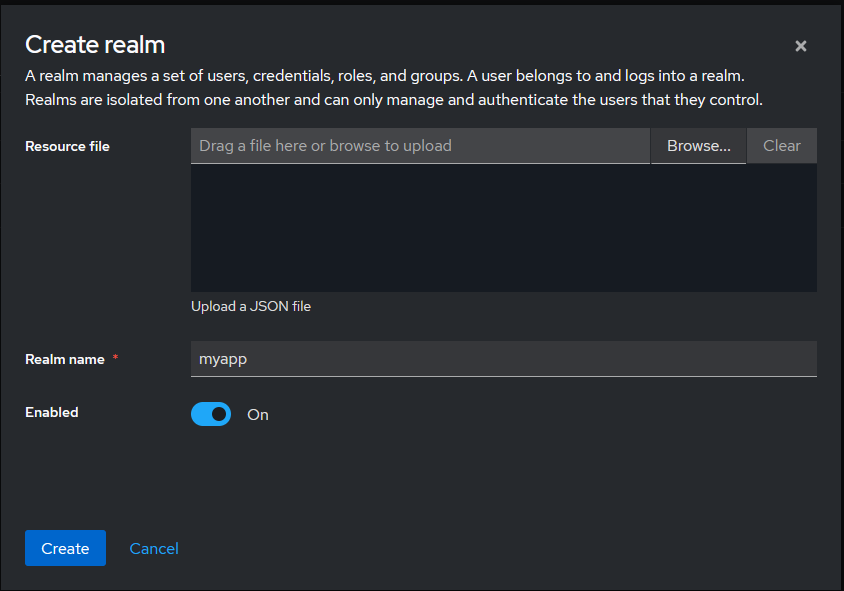 Create realm
A realm manages a set of users, credentials, roles, and groups. A user belongs to and logs into a realm.
Realms are isolated from one another and can only manage and authenticate the users that they control.
Resource file
Drag a file here or browse to upload
Browse...
Clear
Upload a JSON file
Realm name *
myapp
Enabled
On
Create
Cancel